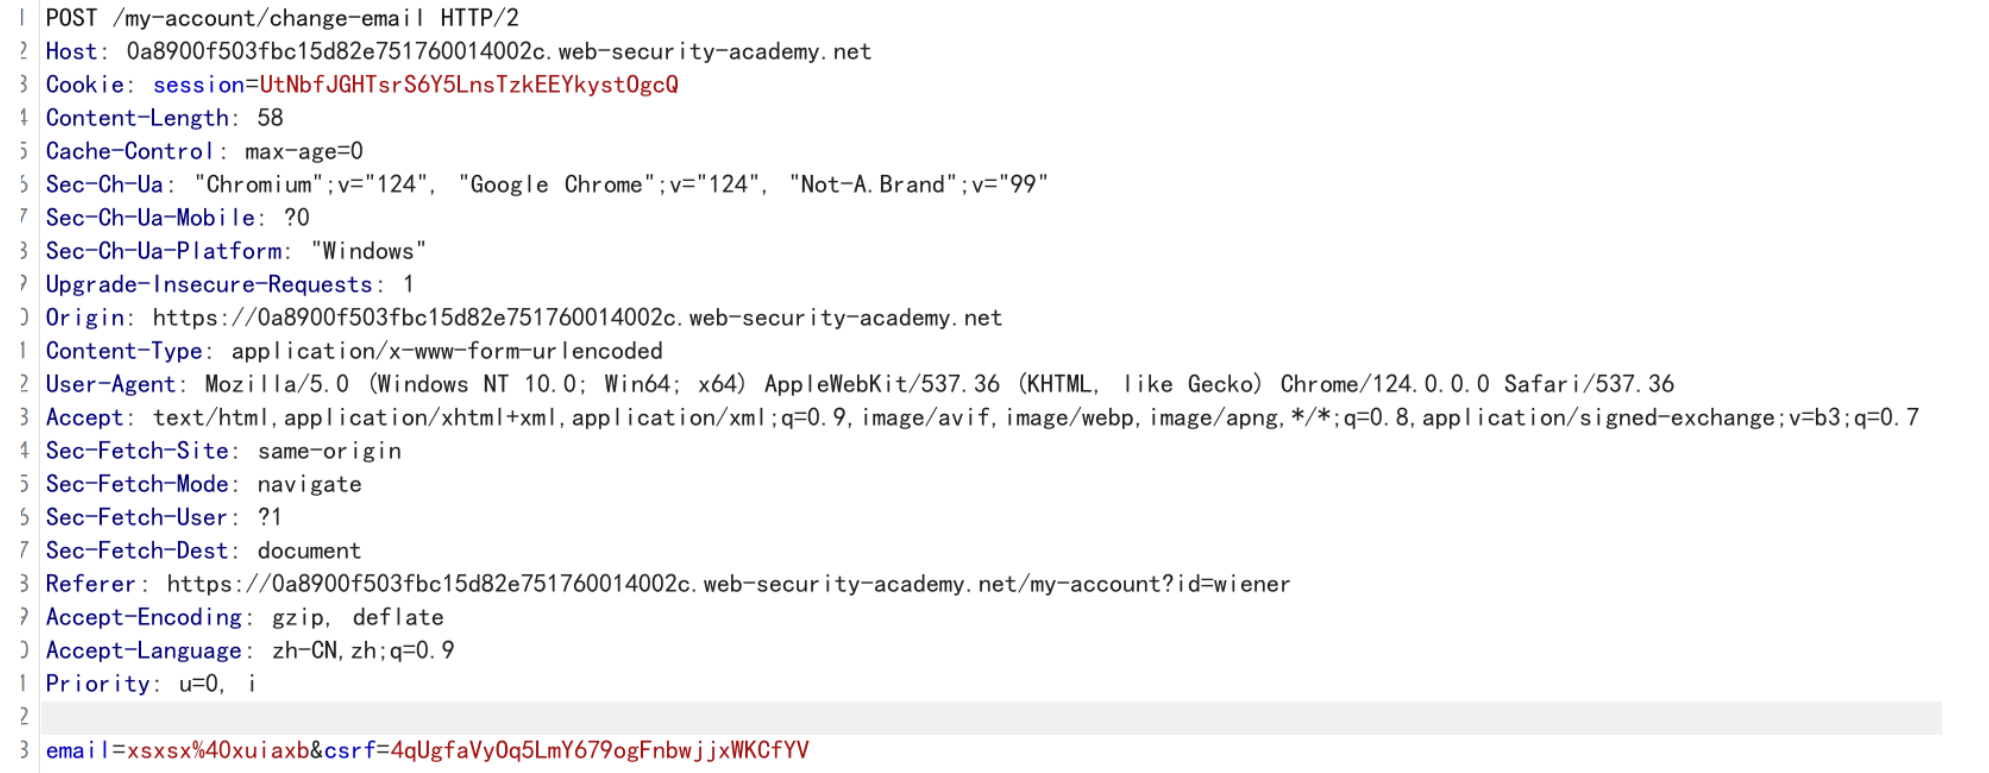 1 POST /my-account/change-email HTTP/2
2 Host: 0a8900f503fbc15d82e751760014002c.web-security-academy.net
3 Cookie: session=UtNbfJGHTsrS6Y5LnsTzkEEYkystOgcQ
4 Content-Length: 58
5 Cache-Control: max-age=0
6 Sec-Ch-Ua: "Chromium";v="124", "Google Chrome";v="124", "Not-A.Brand";v="99"
7 Sec-Ch-Ua-Mobile: ?0
8 Sec-Ch-Ua-Platform: "Windows"
9 Upgrade-Insecure-Requests: 1
0 Origin: https://0a8900f503fbc15d82e751760014002c.web-security-academy.net
1 Content-Type: application/x-www-form-urlencoded
2 User-Agent: Mozilla/5.0 (Windows NT 10.0; Win64; x64) AppleWebKit/537.36 (KHTML, like Gecko) Chrome/124.0.0.0 Safari/537.36
3 Accept: text/html,application/xhtml+xml,application/xml;q=0.9,image/avif,image/webp,image/apng,*/*;q=0.8,application/signed-exchange;v=b3;q=0.7
4 Sec-Fetch-Site: same-origin
5 Sec-Fetch-Mode: navigate
6 Sec-Fetch-User: ?1
7 Sec-Fetch-Dest: document
8 Referer: https://0a8900f503fbc15d82e751760014002c.web-security-academy.net/my-account?id=wiener
9 Accept-Encoding: gzip, deflate
0 Accept-Language: zh-CN,zh;q=0.9
1 Priority: u=0, i
2
3 email=xsxsx%40xuiaxb&csrf=4qUgfaVyOq5LmY679ogFnbwjjxWKCfYV